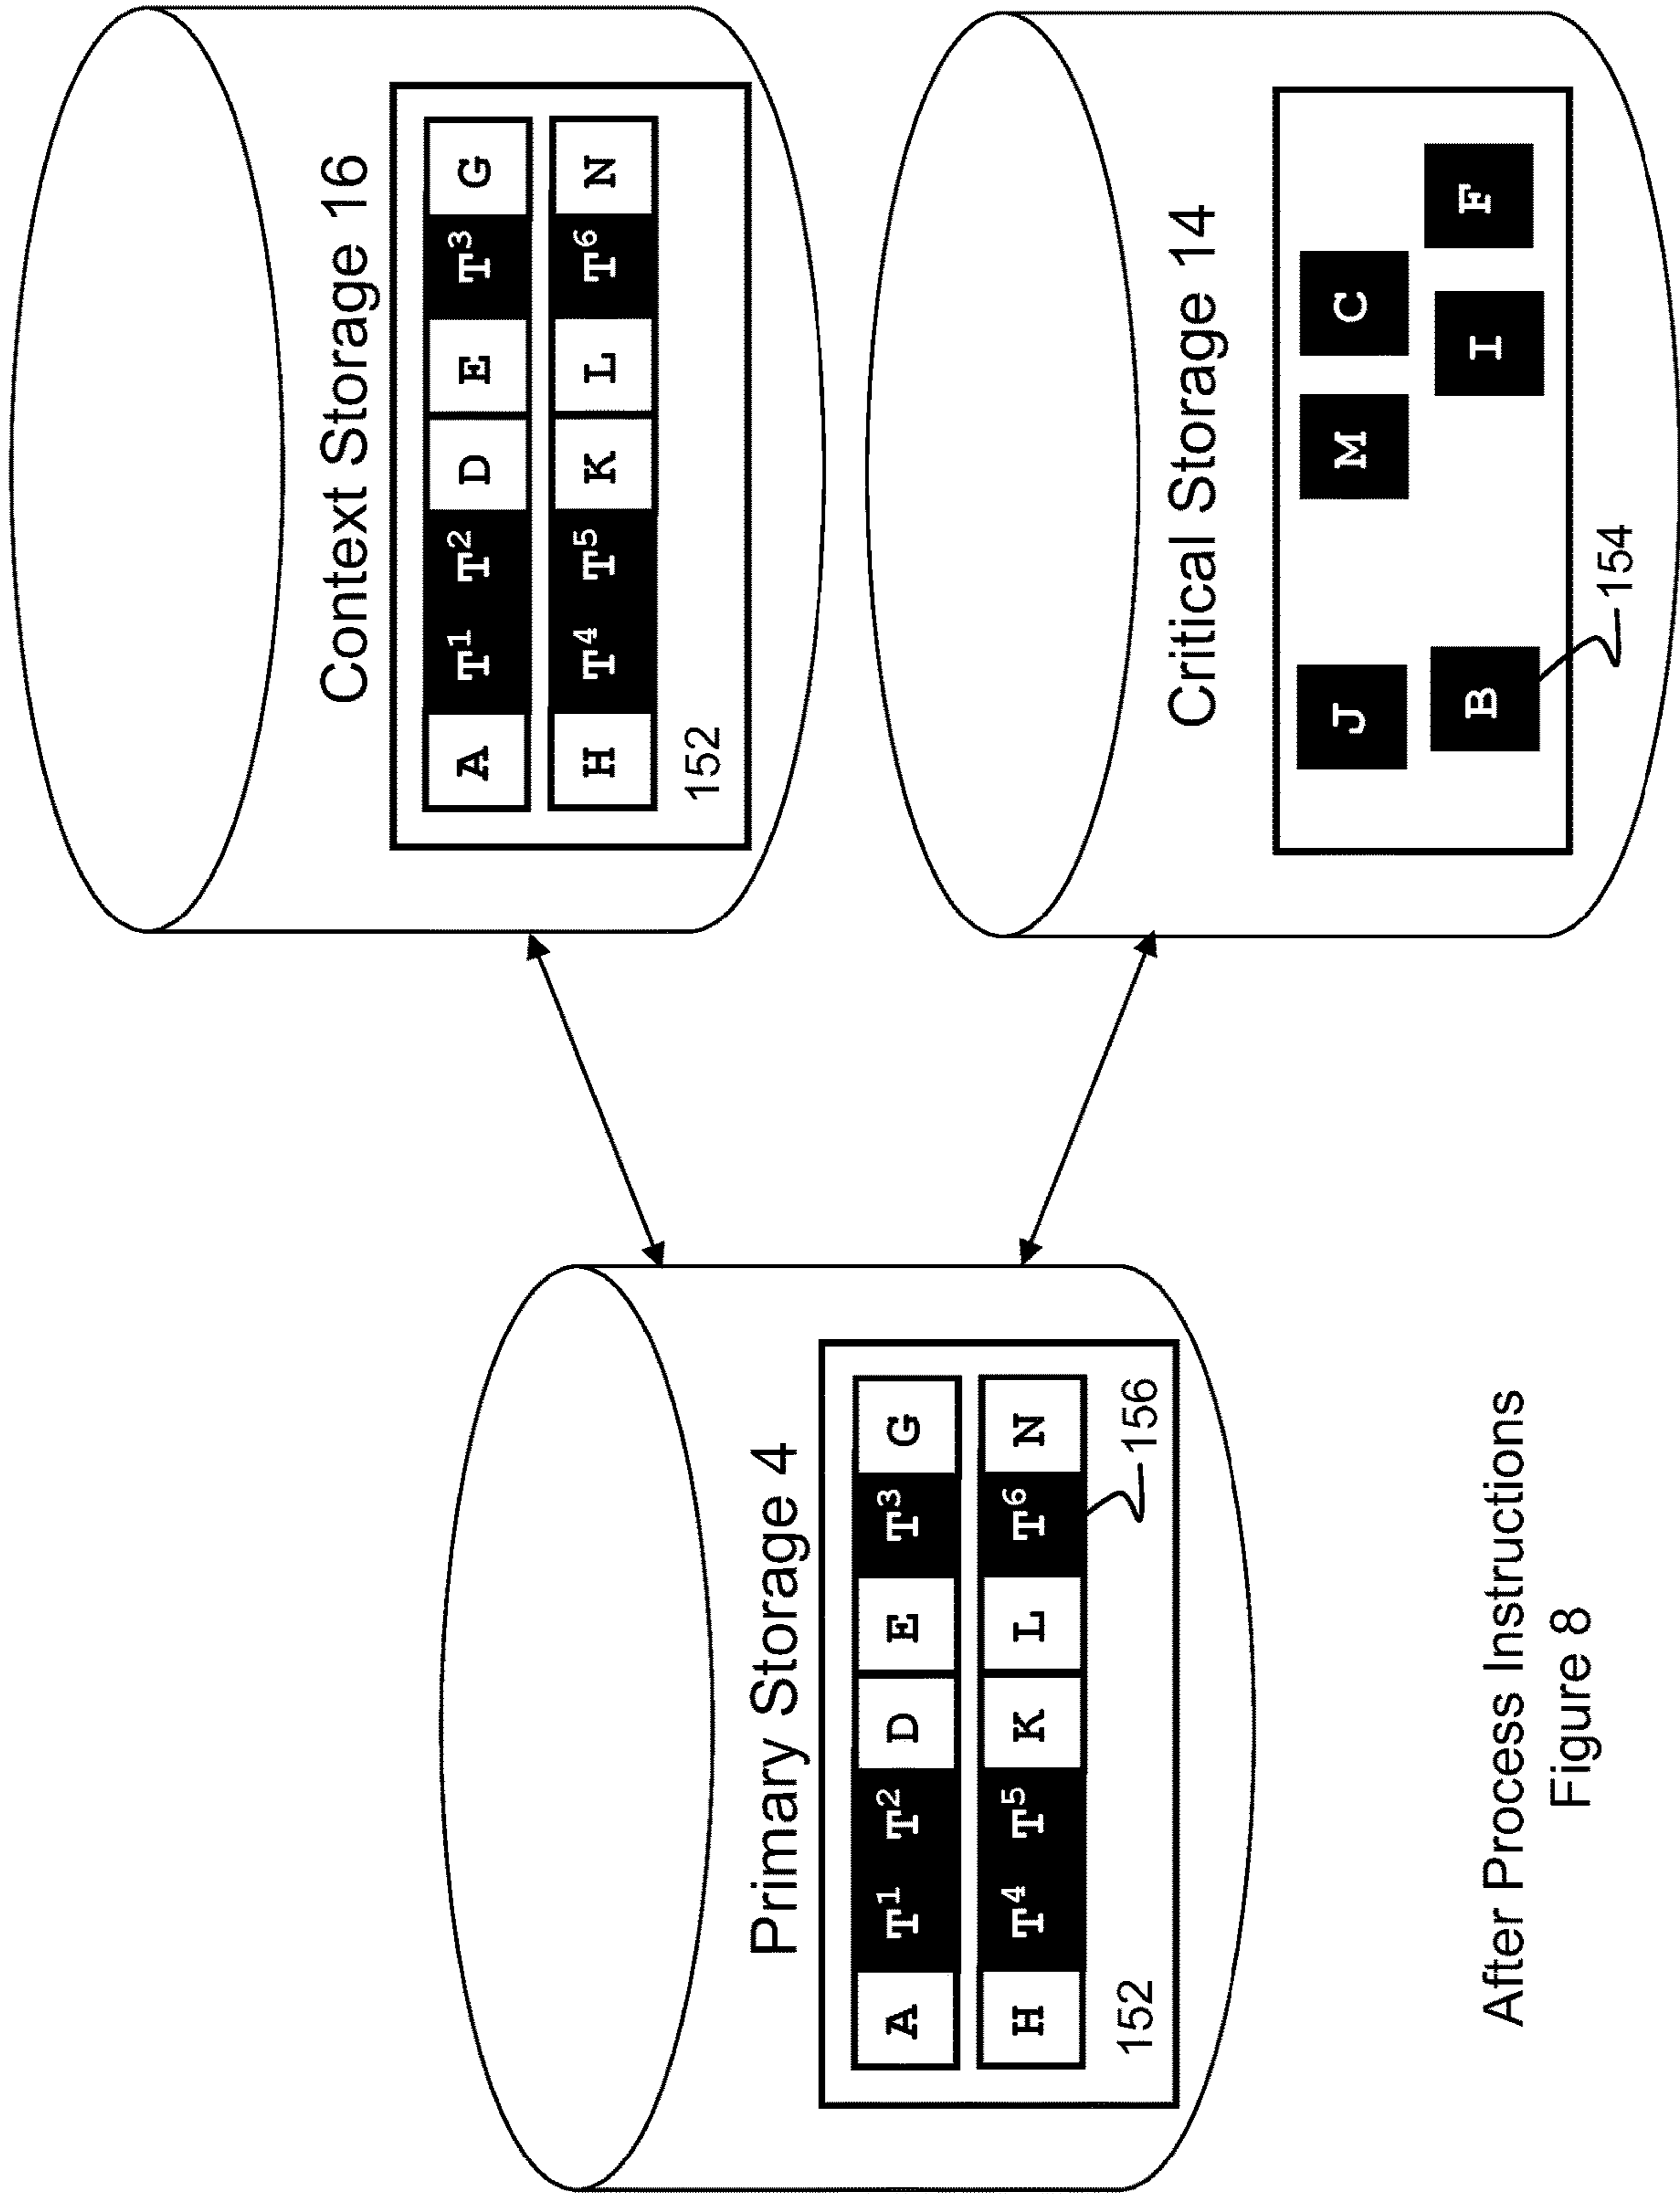 Primary Storage 4
A T¹ T² D E T³ G
H T⁴ T⁵ K L T⁶ N
152
156
Context Storage 16
A T¹ T² D E T³ G
H T⁴ T⁵ K L T⁶ N
152
Critical Storage 14
J M C
B I F
154
After Process Instructions
Figure 8